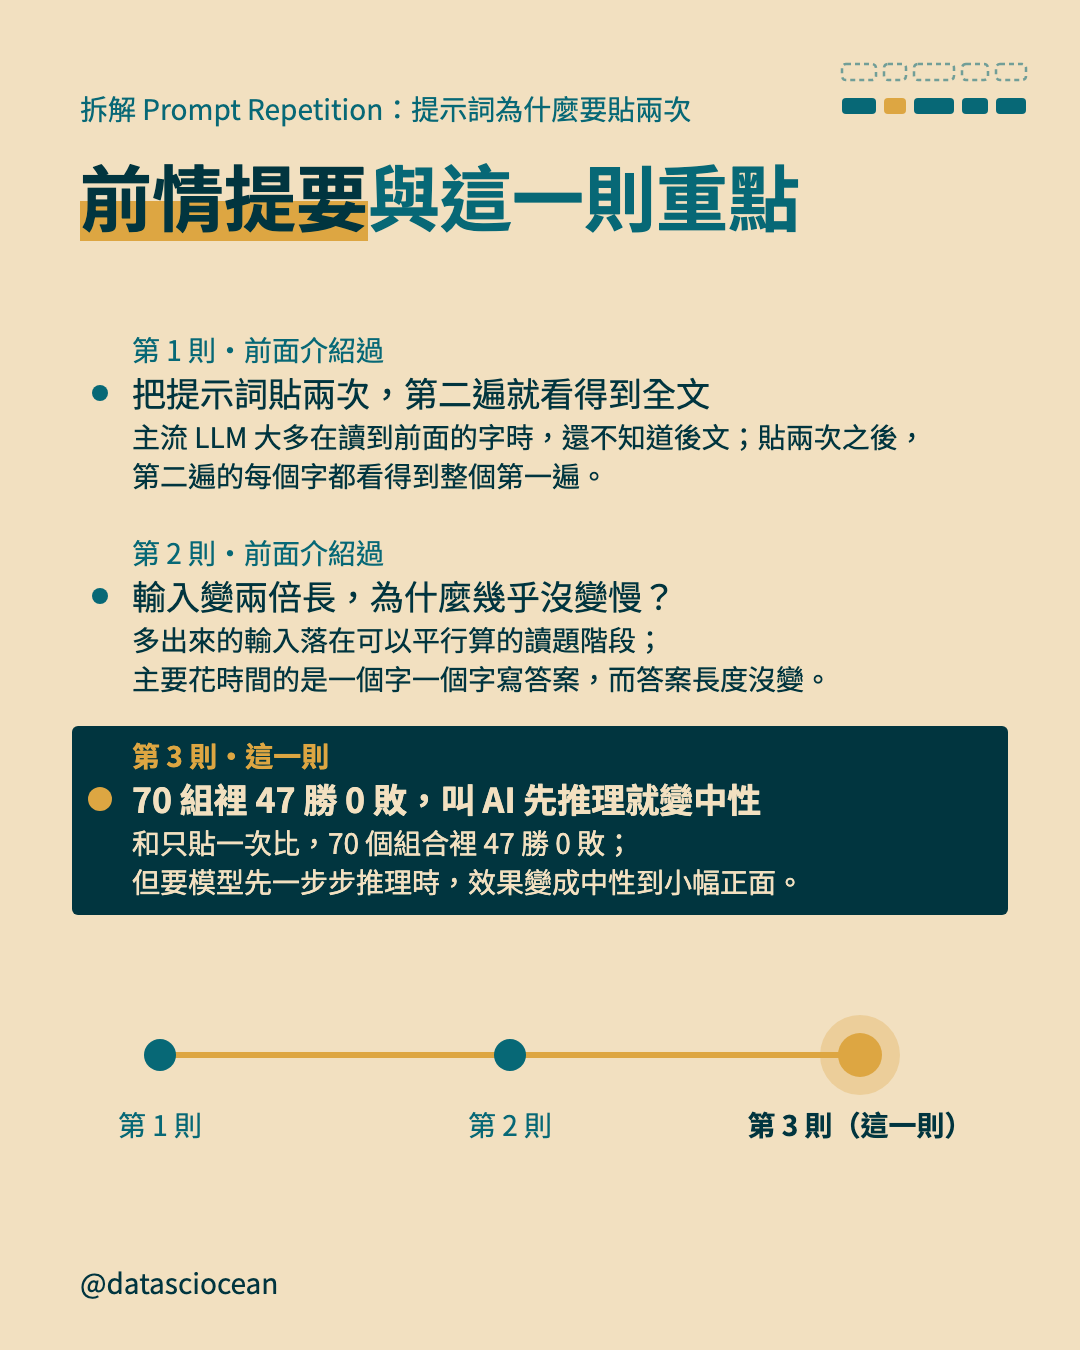 拆解 Prompt Repetition：提示詞為什麼要貼兩次
前情提要與這一則重點
第 1 則・前面介紹過
把提示詞貼兩次，第二遍就看得到全文
主流 LLM 大多在讀到前面的字時，還不知道後文；貼兩次之後，
第二遍的每個字都看得到整個第一遍。
第 2 則・前面介紹過
輸入變兩倍長，為什麼幾乎沒變慢？
多出來的輸入落在可以平行算的讀題階段；
主要花時間的是一個字一個字寫答案，而答案長度沒變。
第 3 則・這一則
70 組裡 47 勝 0 敗，叫 AI 先推理就變中性
和只貼一次比，70 個組合裡 47 勝 0 敗；
但要模型先一步步推理時，效果變成中性到小幅正面。
第 1 則
第 2 則
第 3 則（這一則）
@datasciocean